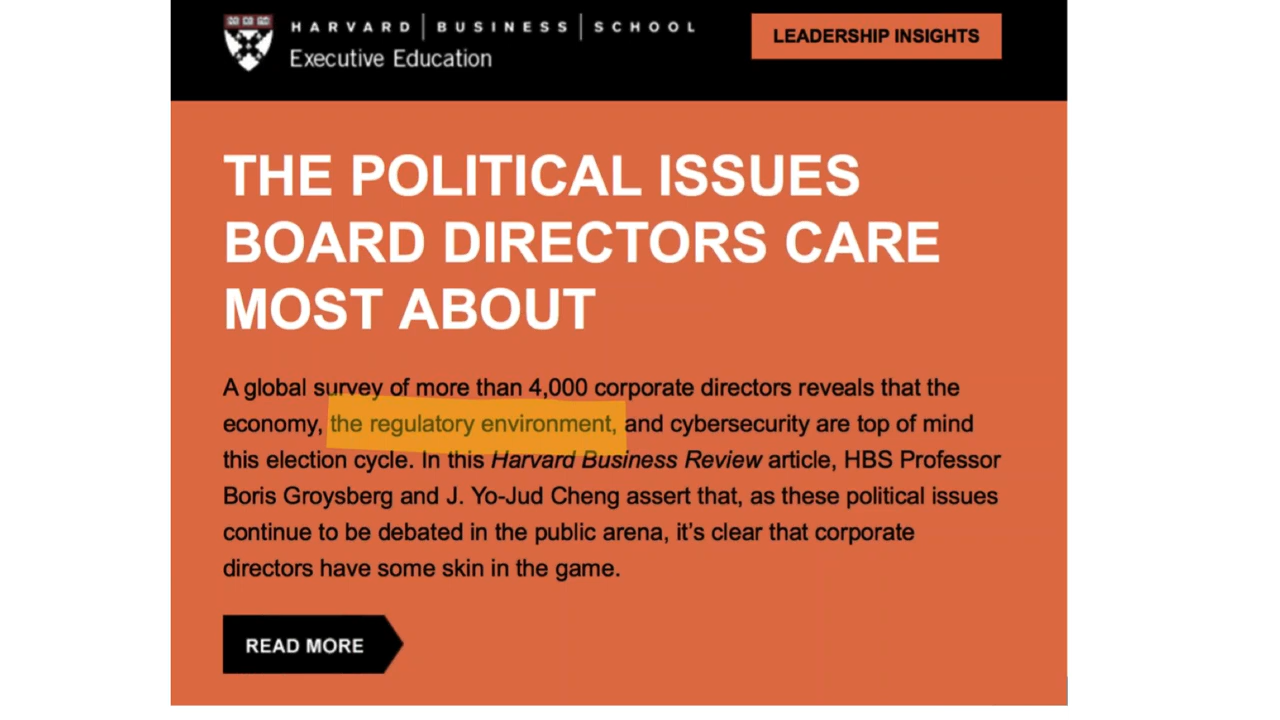 HARVARD | BUSINESS | SCHOOL
Executive Education
LEADERSHIP INSIGHTS
THE POLITICAL ISSUES
BOARD DIRECTORS CARE
MOST ABOUT
A global survey of more than 4,000 corporate directors reveals that the
economy, the regulatory environment, and cybersecurity are top of mind
this election cycle. In this Harvard Business Review article, HBS Professor
Boris Groysberg and J. Yo-Jud Cheng assert that, as these political issues
continue to be debated in the public arena, it’s clear that corporate
directors have some skin in the game.
READ MORE